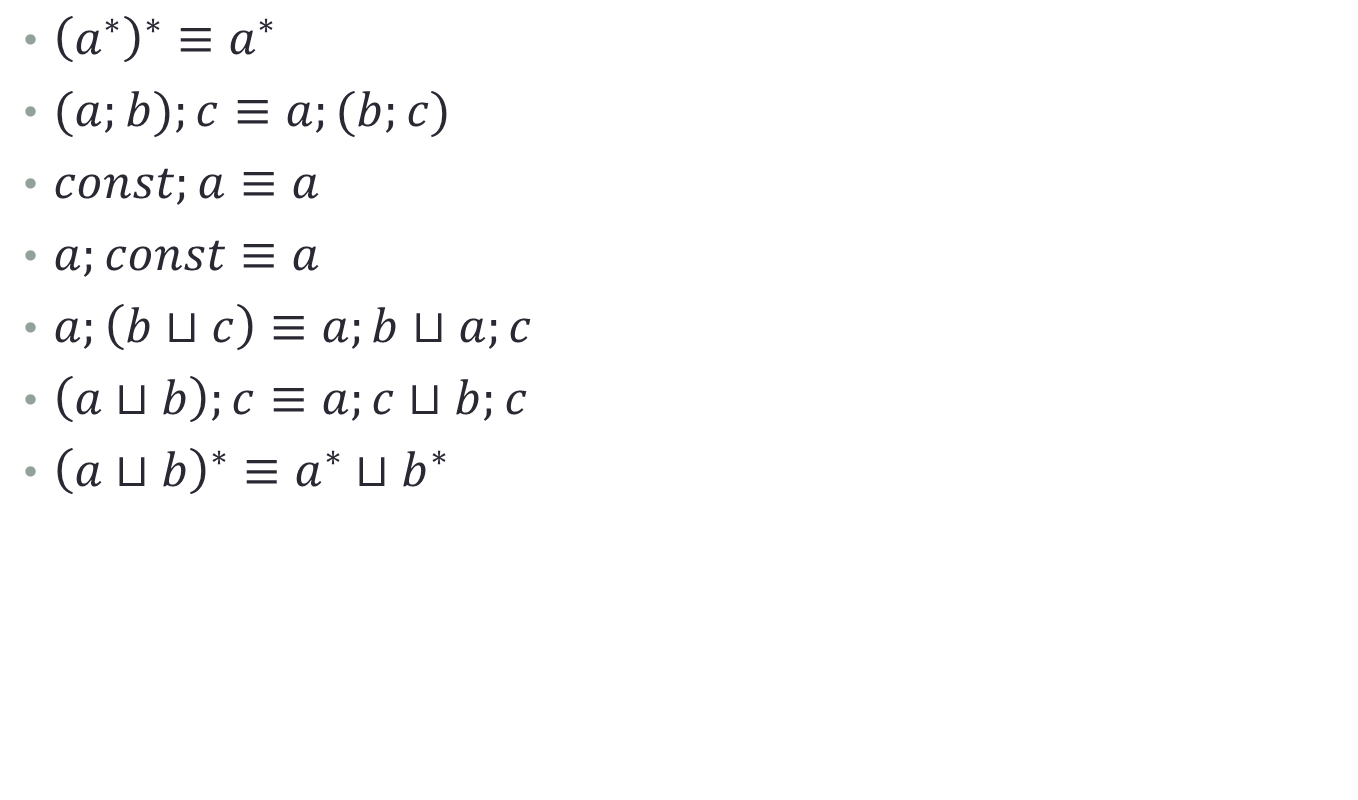 • (a*)* ≡ a*
• (a; b); c ≡ a; (b; c)
• const; a ≡ a
• a; const ≡ a
• a; (b ⊔ c) ≡ a; b ⊔ a; c
• (a ⊔ b); c ≡ a; c ⊔ b; c
• (a ⊔ b)* ≡ a* ⊔ b*